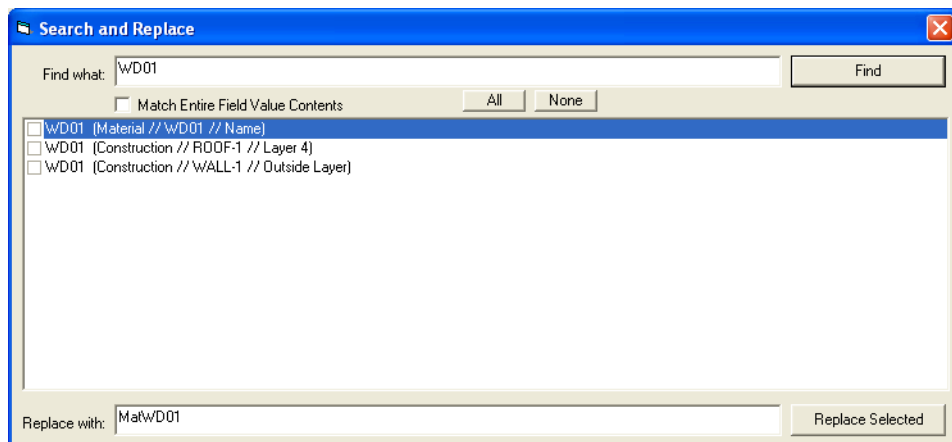 Search and Replace
Find what: WD01 Find
Match Entire Field Value Contents All None
WD01 (Material // WD01 // Name)
WD01 (Construction // ROOF-1 // Layer 4)
WD01 (Construction // WALL-1 // Outside Layer)
Replace with: MatWD01 Replace Selected